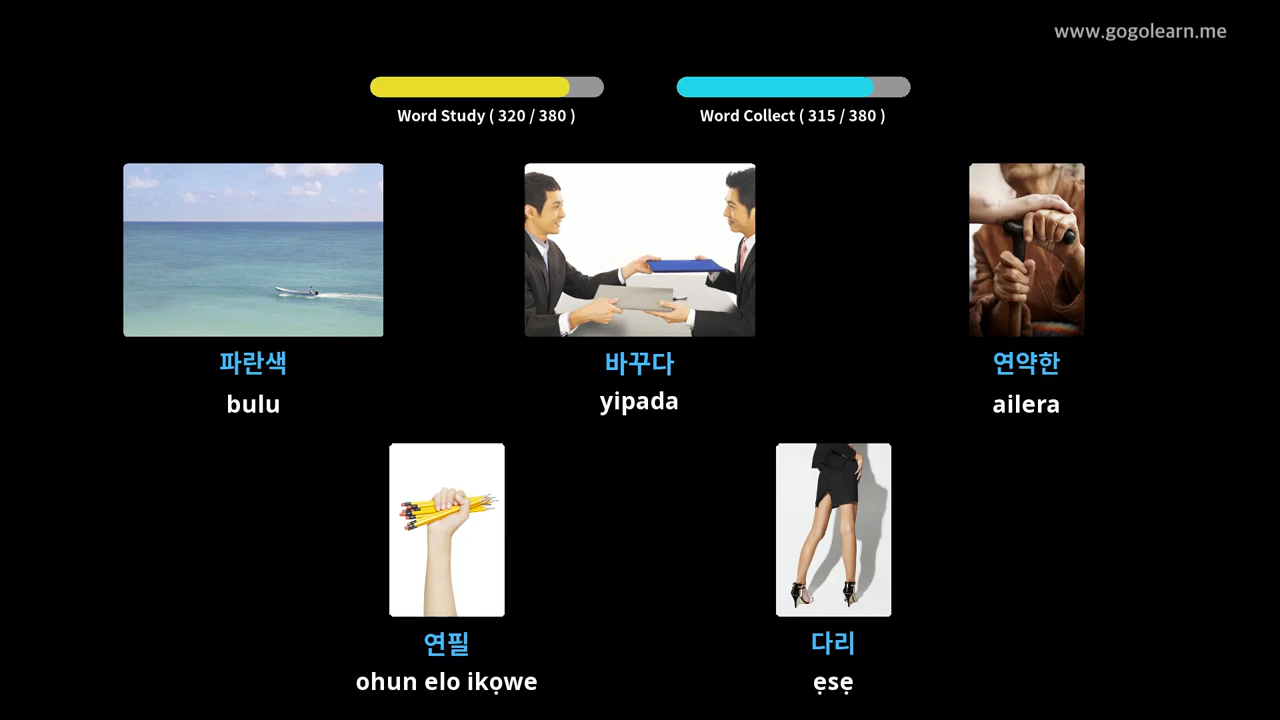 www.gogolearn.me
Word Study ( 320 / 380 )
Word Collect ( 315 / 380 )
파란색
bulu
바꾸다
yipada
연약한
ailera
연필
ohun elo ikọwe
다리
ẹsẹ